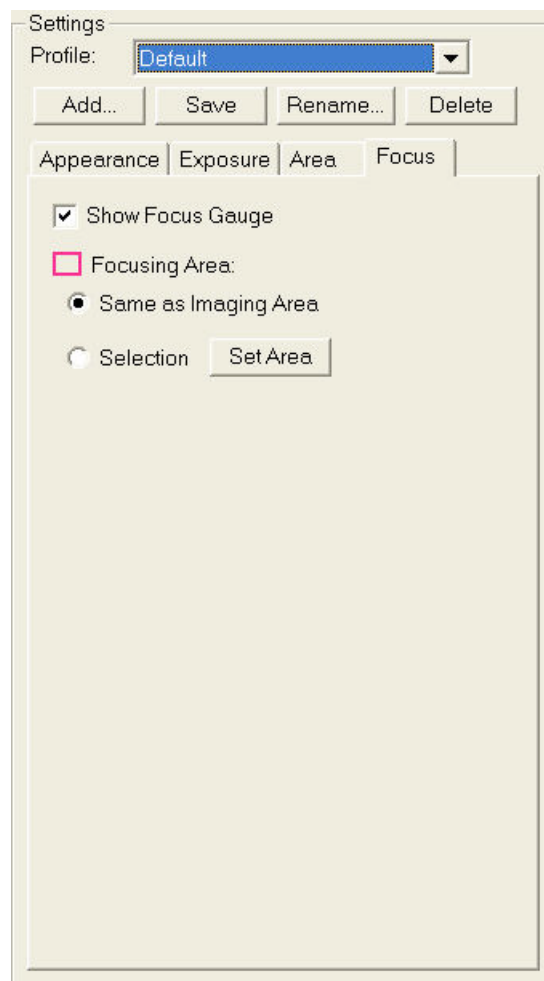 Settings
Profile: Default
Add... Save Rename... Delete
Appearance Exposure Area Focus
Show Focus Gauge
Focusing Area:
Same as Imaging Area
Selection Set Area